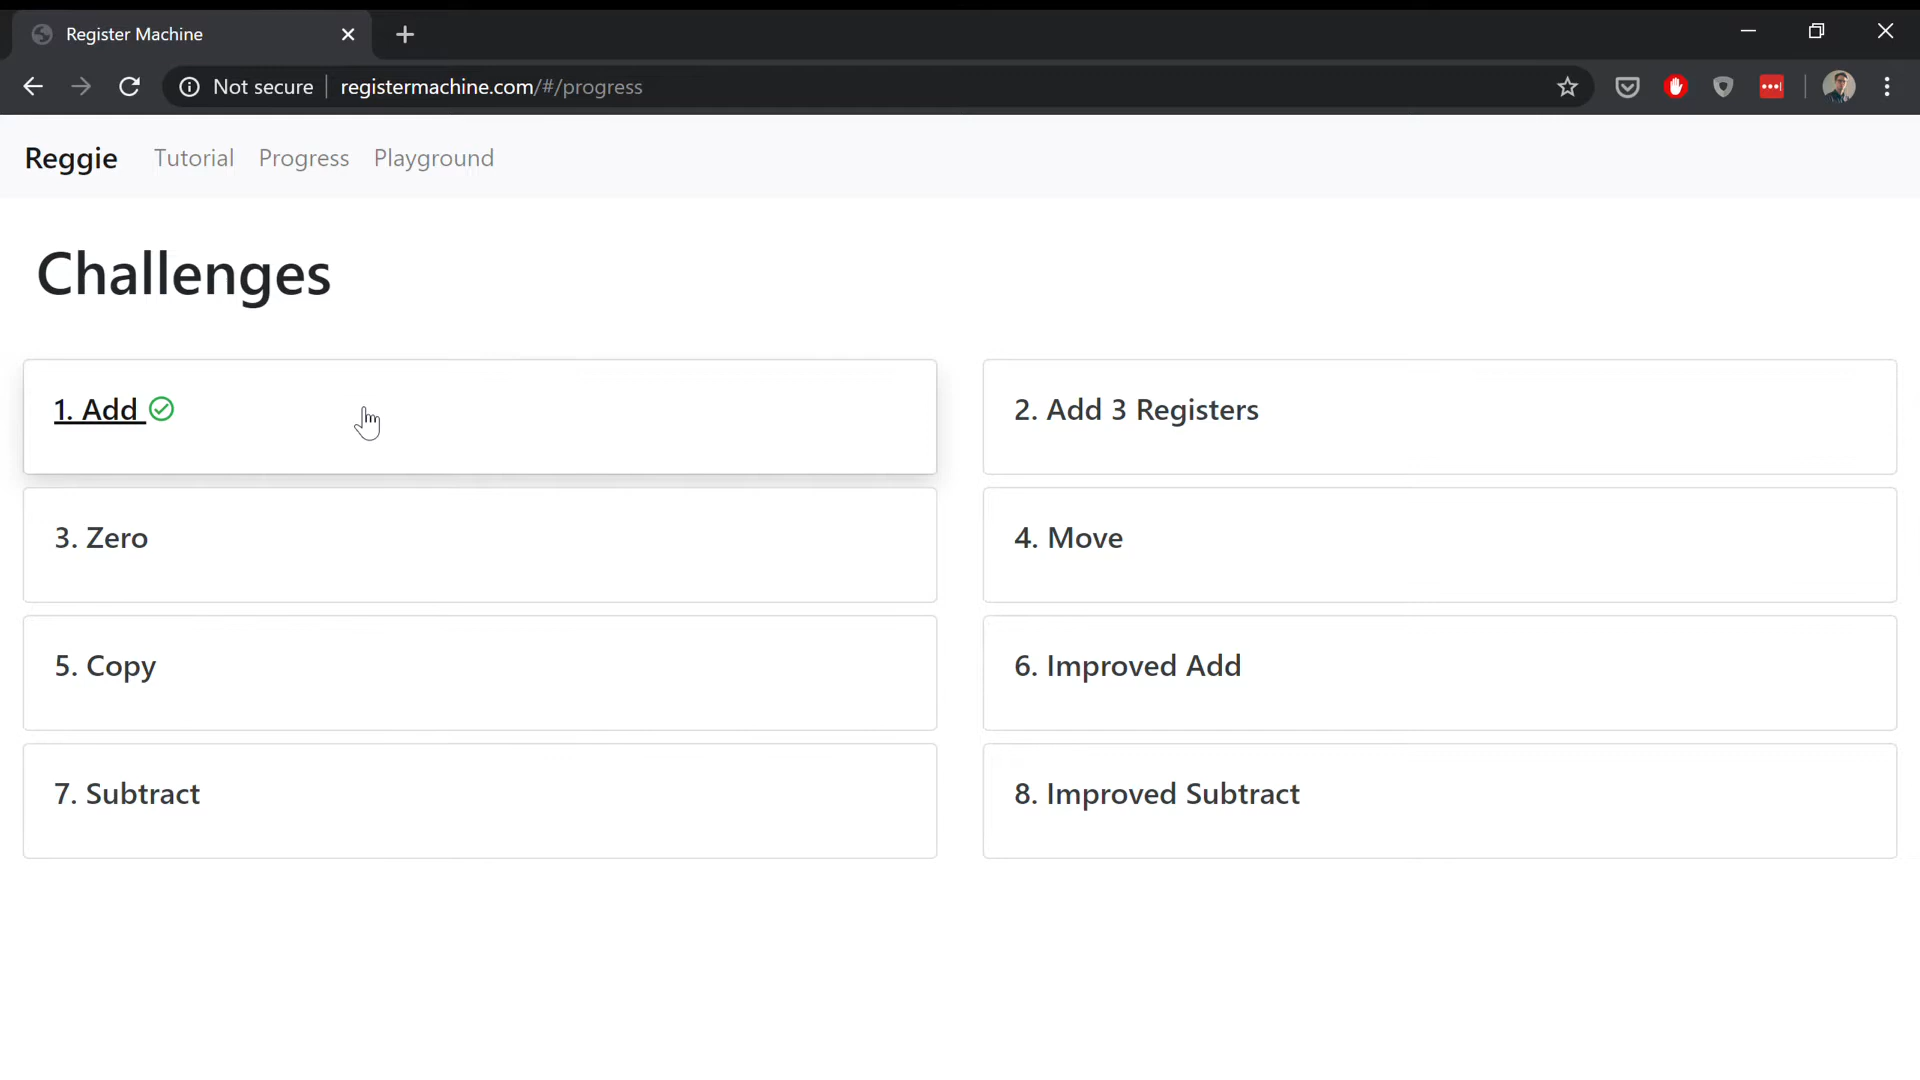 Register Machine
Not secure registermachine.com/#/progress
Reggie Tutorial Progress Playground
Challenges
1. Add
2. Add 3 Registers
3. Zero
4. Move
5. Copy
6. Improved Add
7. Subtract
8. Improved Subtract